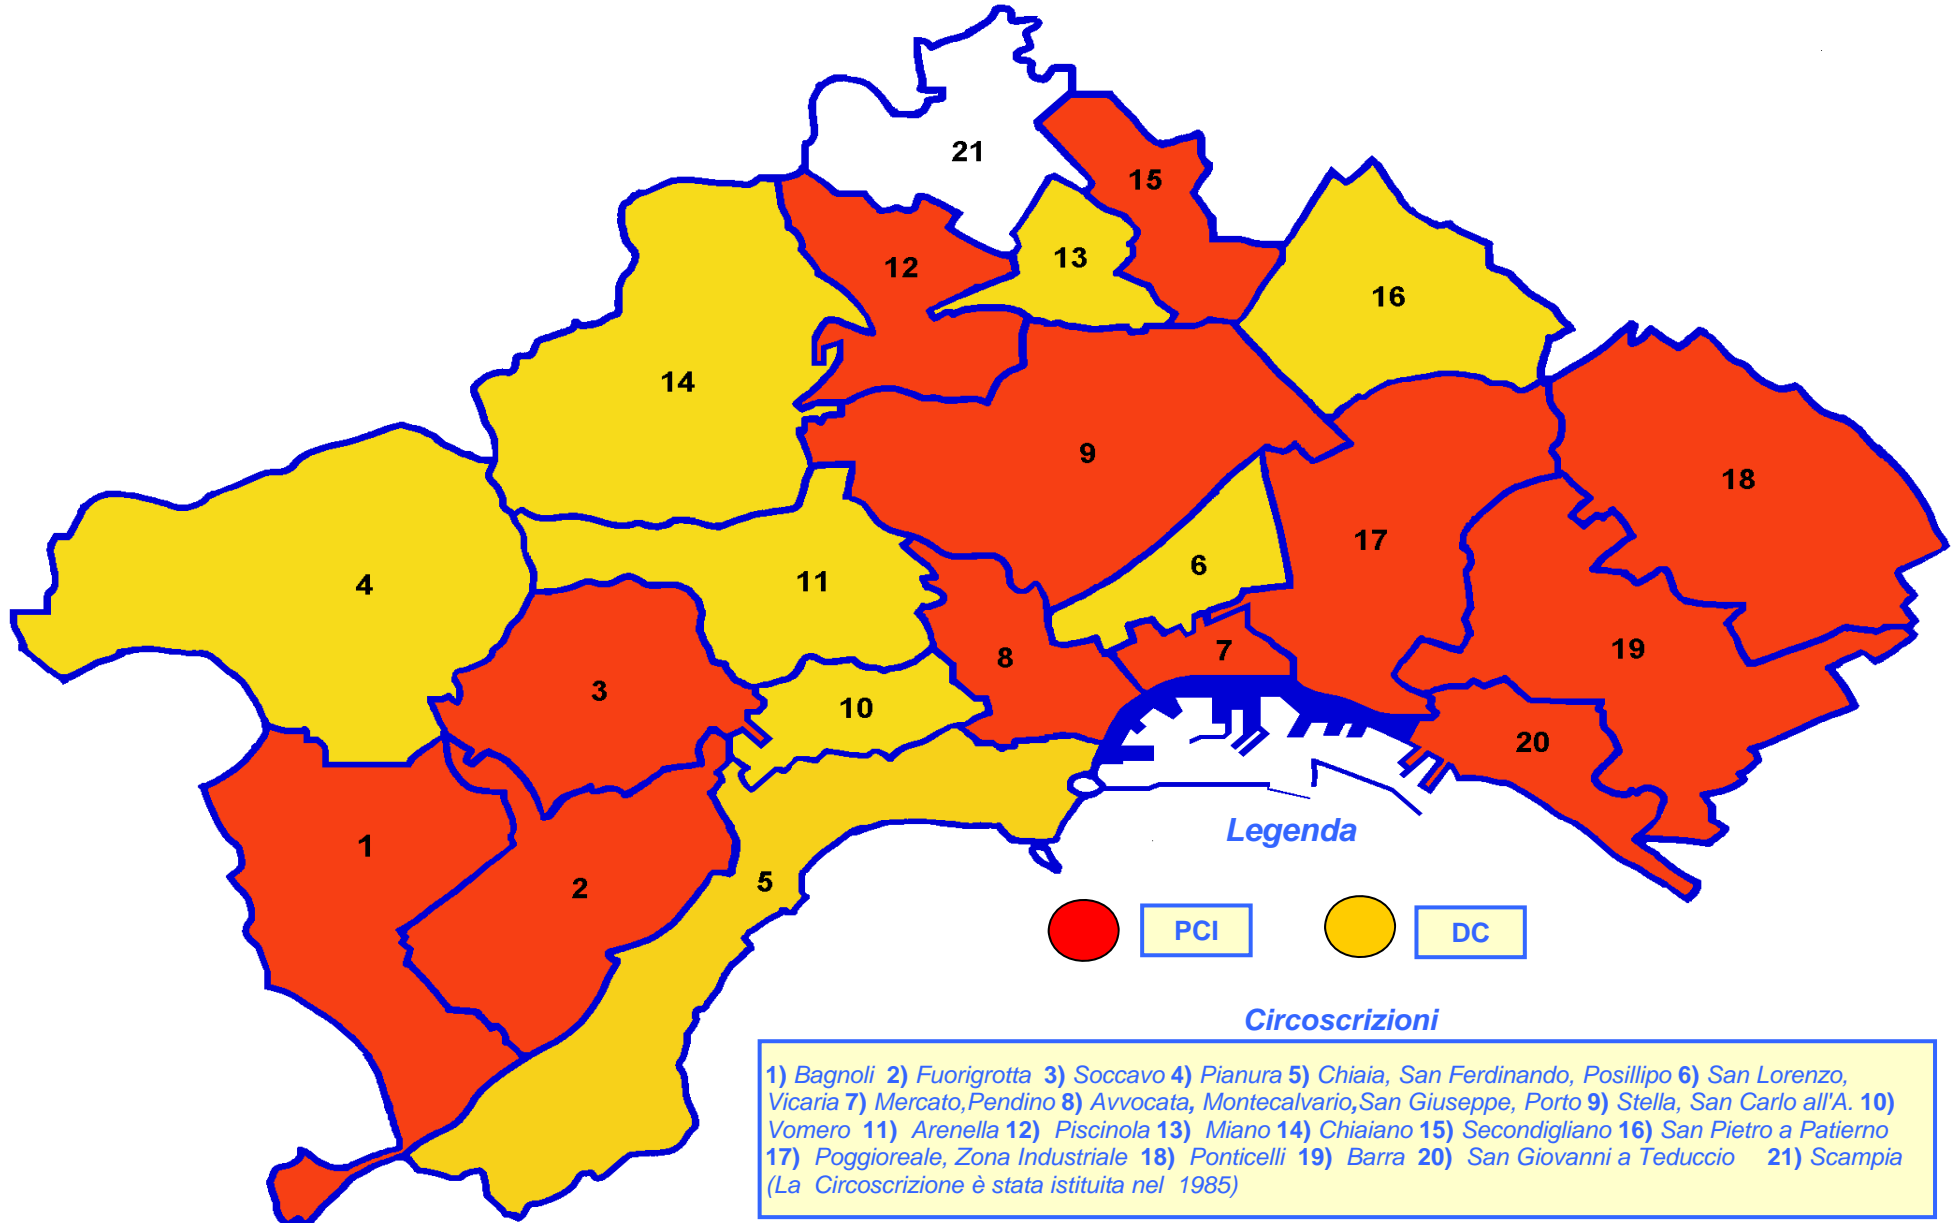 21
15
13
12
16
14
9
18
17
6
11
4
7
8
19
3
10
20
1
2
5
Legenda
PCI
DC
Circoscrizioni
1) Bagnoli 2) Fuorigrotta 3) Soccavo 4) Pianura 5) Chiaia, San Ferdinando, Posillipo 6) San Lorenzo,
Vicaria 7) Mercato,Pendino 8) Avvocata, Montecalvario,San Giuseppe, Porto 9) Stella, San Carlo all'A. 10)
Vomero 11) Arenella 12) Piscinola 13) Miano 14) Chiaiano 15) Secondigliano 16) San Pietro a Patierno
17) Poggioreale, Zona Industriale 18) Ponticelli 19) Barra 20) San Giovanni a Teduccio 21) Scampia
(La Circoscrizione è stata istituita nel 1985)